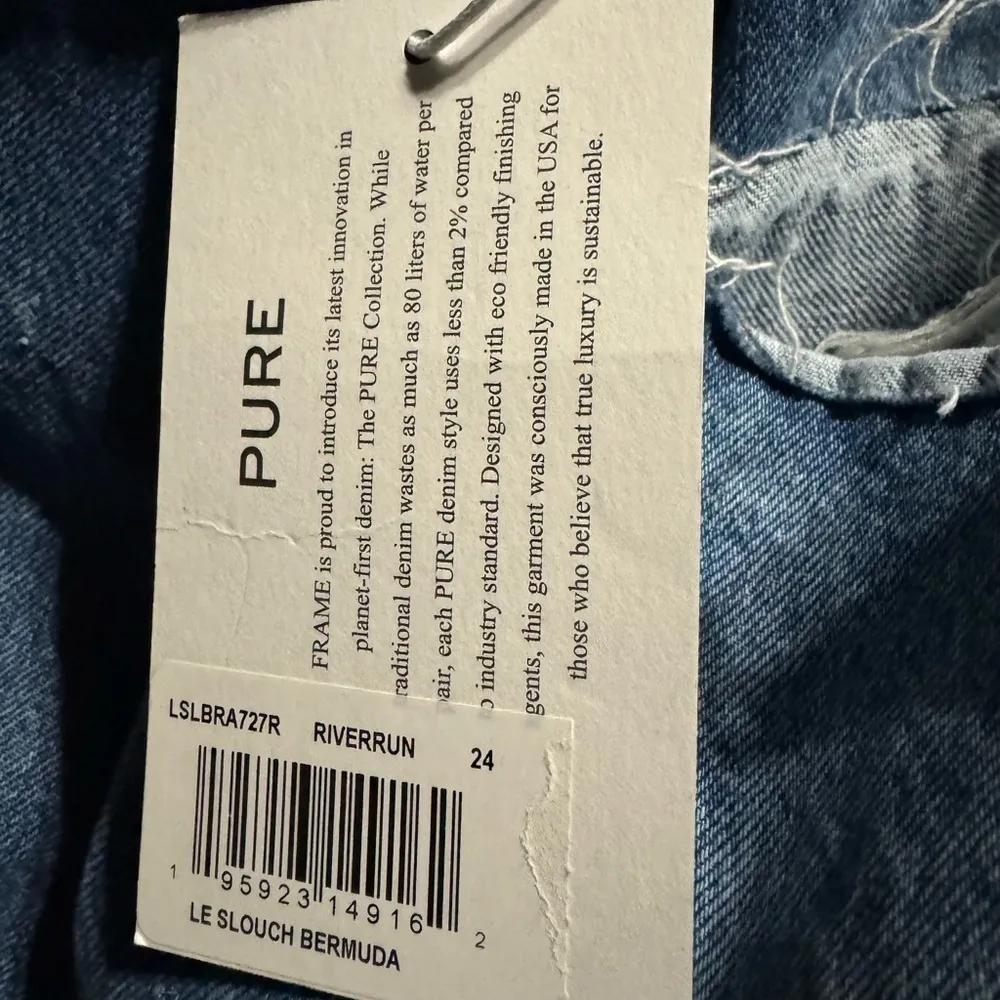 PURE
FRAME is proud to introduce its latest innovation in
planet-first denim: The PURE Collection. While
raditional denim wastes as much as 80 liters of water per
air, each PURE denim style uses less than 2% compared
o industry standard. Designed with eco friendly finishing
gents, this garment was consciously made in the USA for
those who believe that true luxury is sustainable.
LSLBRA727R RIVERRUN 24
1 95923 14916 2
LE SLOUCH BERMUDA